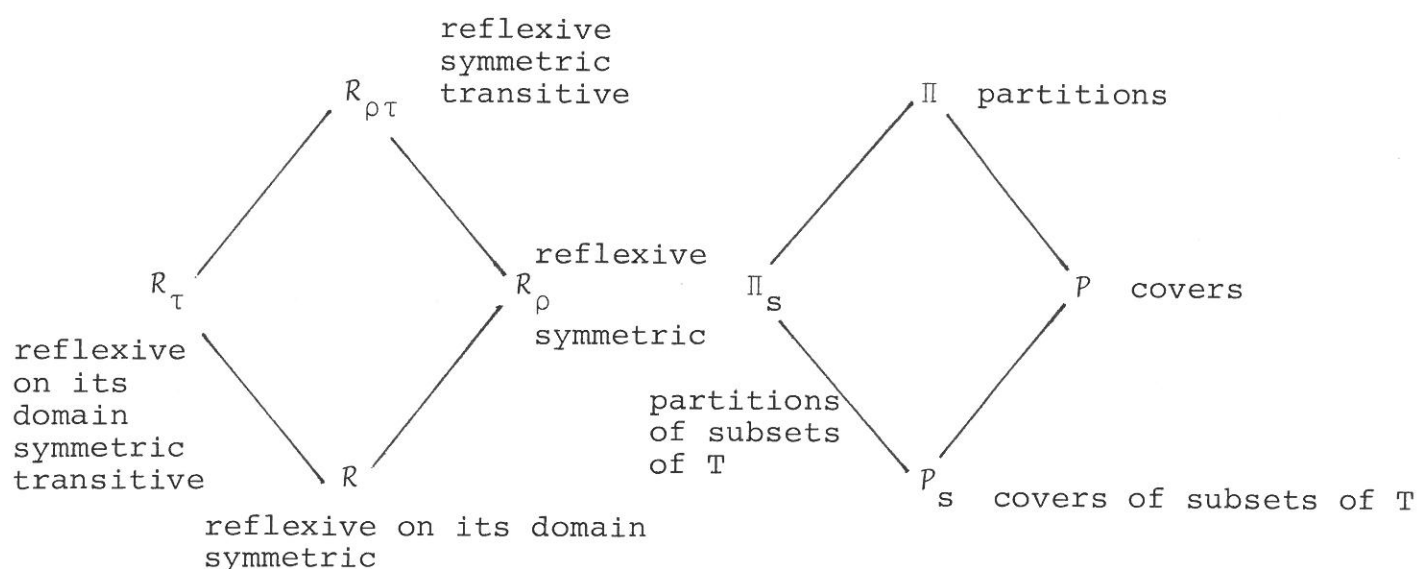 reflexive
symmetric
transitive
R_ρτ
Π partitions
reflexive
R_τ
R_ρ
symmetric
Π_s
P covers
reflexive
on its
domain
symmetric
transitive
partitions
of subsets
of T
R
reflexive on its domain
symmetric
P_s covers of subsets of T